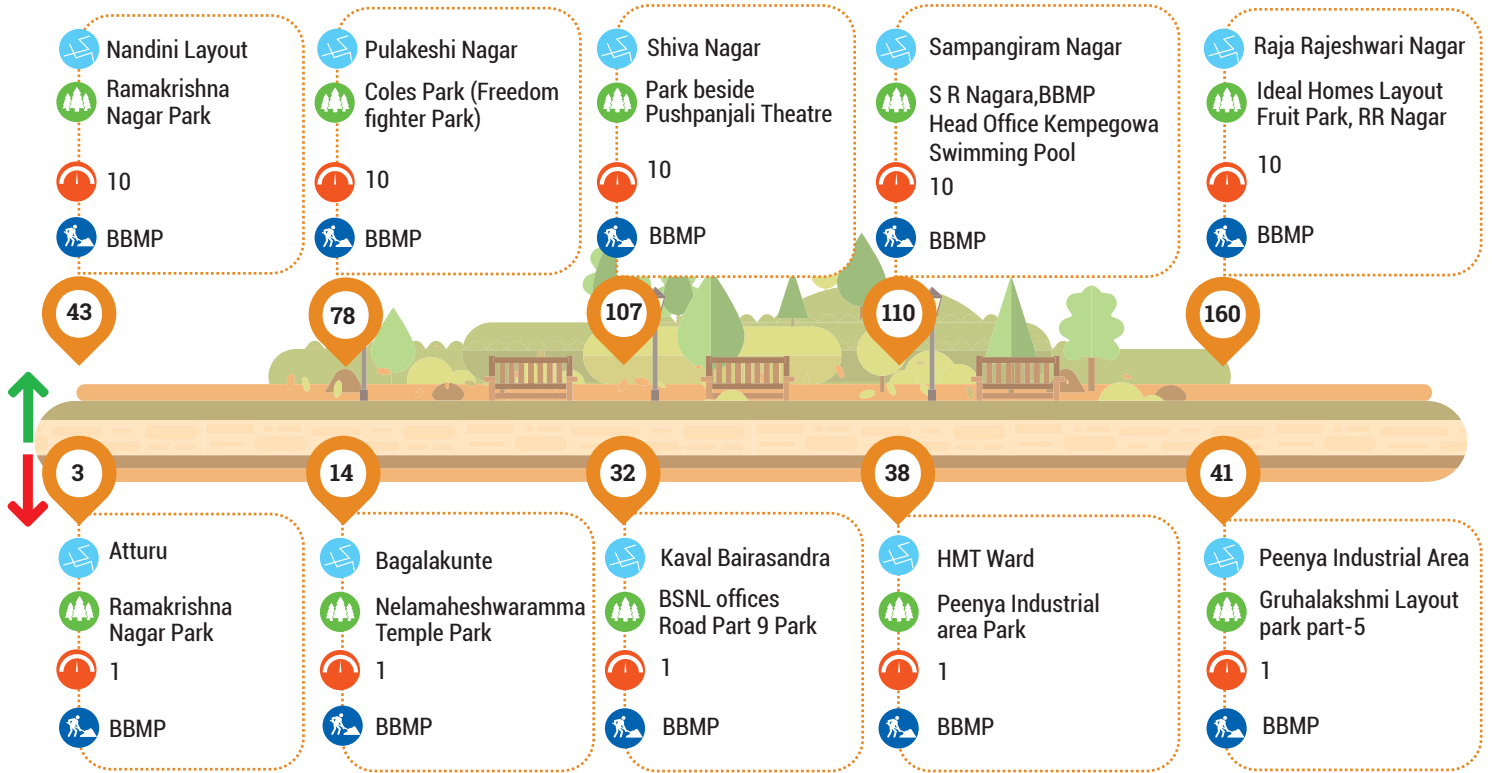 Nandini Layout
Ramakrishna
Nagar Park
10
BBMP
43
Pulakeshi Nagar
Coles Park (Freedom
fighter Park)
10
BBMP
78
Shiva Nagar
Park beside
Pushpanjali Theatre
10
BBMP
107
Sampangiram Nagar
S R Nagara,BBMP
Head Office Kempegowa
Swimming Pool
10
BBMP
110
Raja Rajeshwari Nagar
Ideal Homes Layout
Fruit Park, RR Nagar
10
BBMP
160
3
Atturu
Ramakrishna
Nagar Park
1
BBMP
14
Bagalakunte
Nelamaheshwaramma
Temple Park
1
BBMP
32
Kaval Bairasandra
BSNL offices
Road Part 9 Park
1
BBMP
38
HMT Ward
Peenya Industrial
area Park
1
BBMP
41
Peenya Industrial Area
Gruhalakshmi Layout
park part-5
1
BBMP